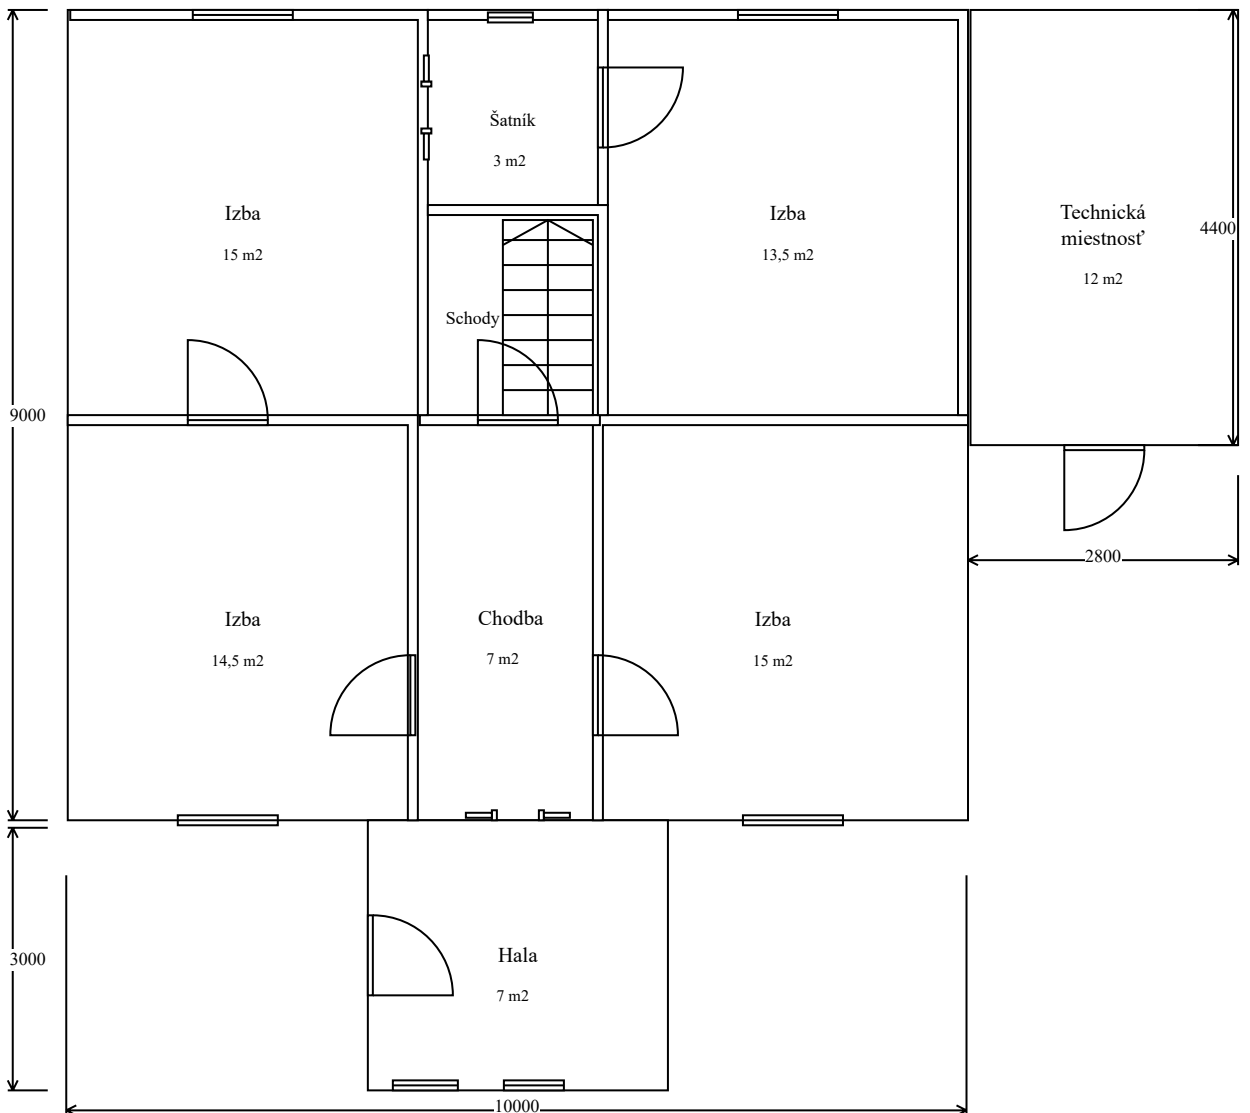 Šatník
3 m2
Izba
15 m2
Izba
13,5 m2
Technická
miestnosť
12 m2
4400
Schody
9000
2800
Izba
14,5 m2
Chodba
7 m2
Izba
15 m2
3000
Hala
7 m2
10000